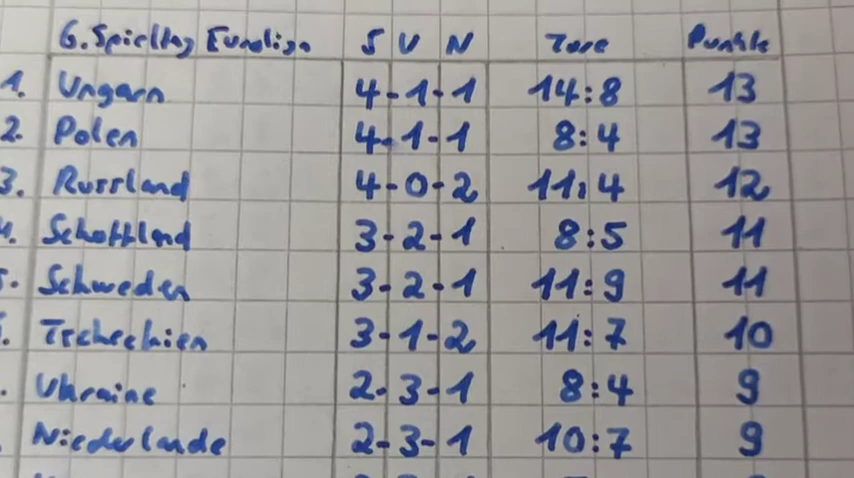 6. Spieltag Euroliga S U N Tore Punkte
1. Ungarn 4-1-1 14:8 13
2. Polen 4-1-1 8:4 13
3. Russland 4-0-2 11:4 12
4. Schottland 3-2-1 8:5 11
5. Schweden 3-2-1 11:9 11
6. Tschechien 3-1-2 11:7 10
. Ukraine 2-3-1 8:4 9
Niederlande 2-3-1 10:7 9